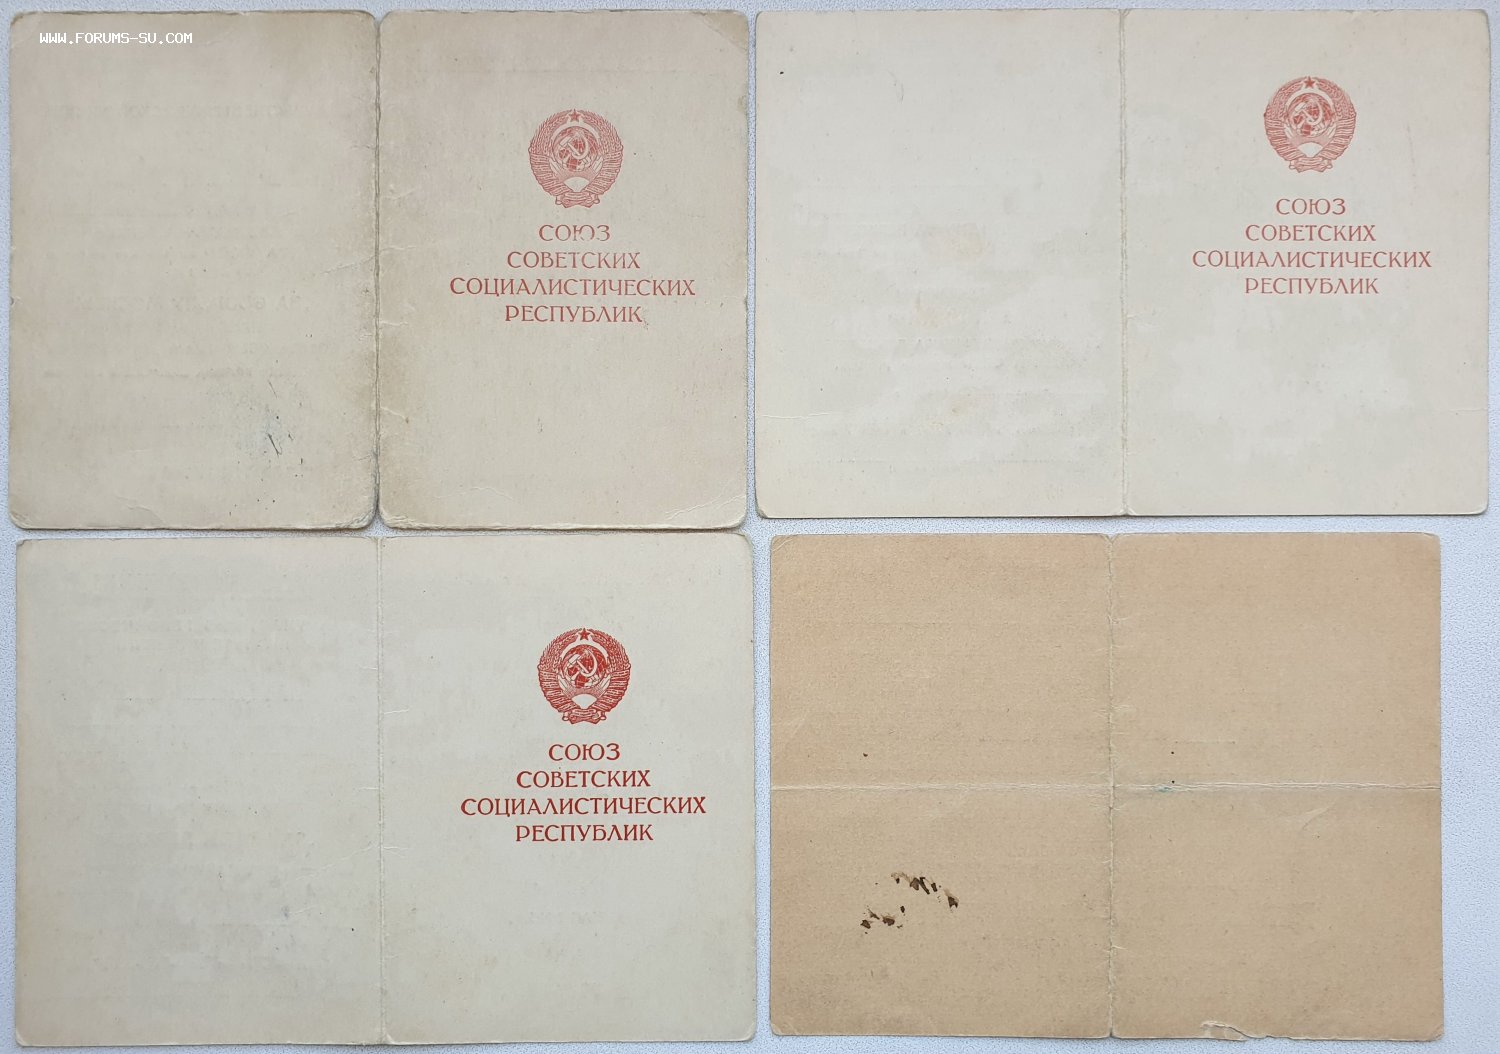 WWW.FORUMS-SU.COM
СОЮЗ
СОВЕТСКИХ
СОЦИАЛИСТИЧЕСКИХ
РЕСПУБЛИК
СОЮЗ
СОВЕТСКИХ
СОЦИАЛИСТИЧЕСКИХ
РЕСПУБЛИК
СОЮЗ
СОВЕТСКИХ
СОЦИАЛИСТИЧЕСКИХ
РЕСПУБЛИК